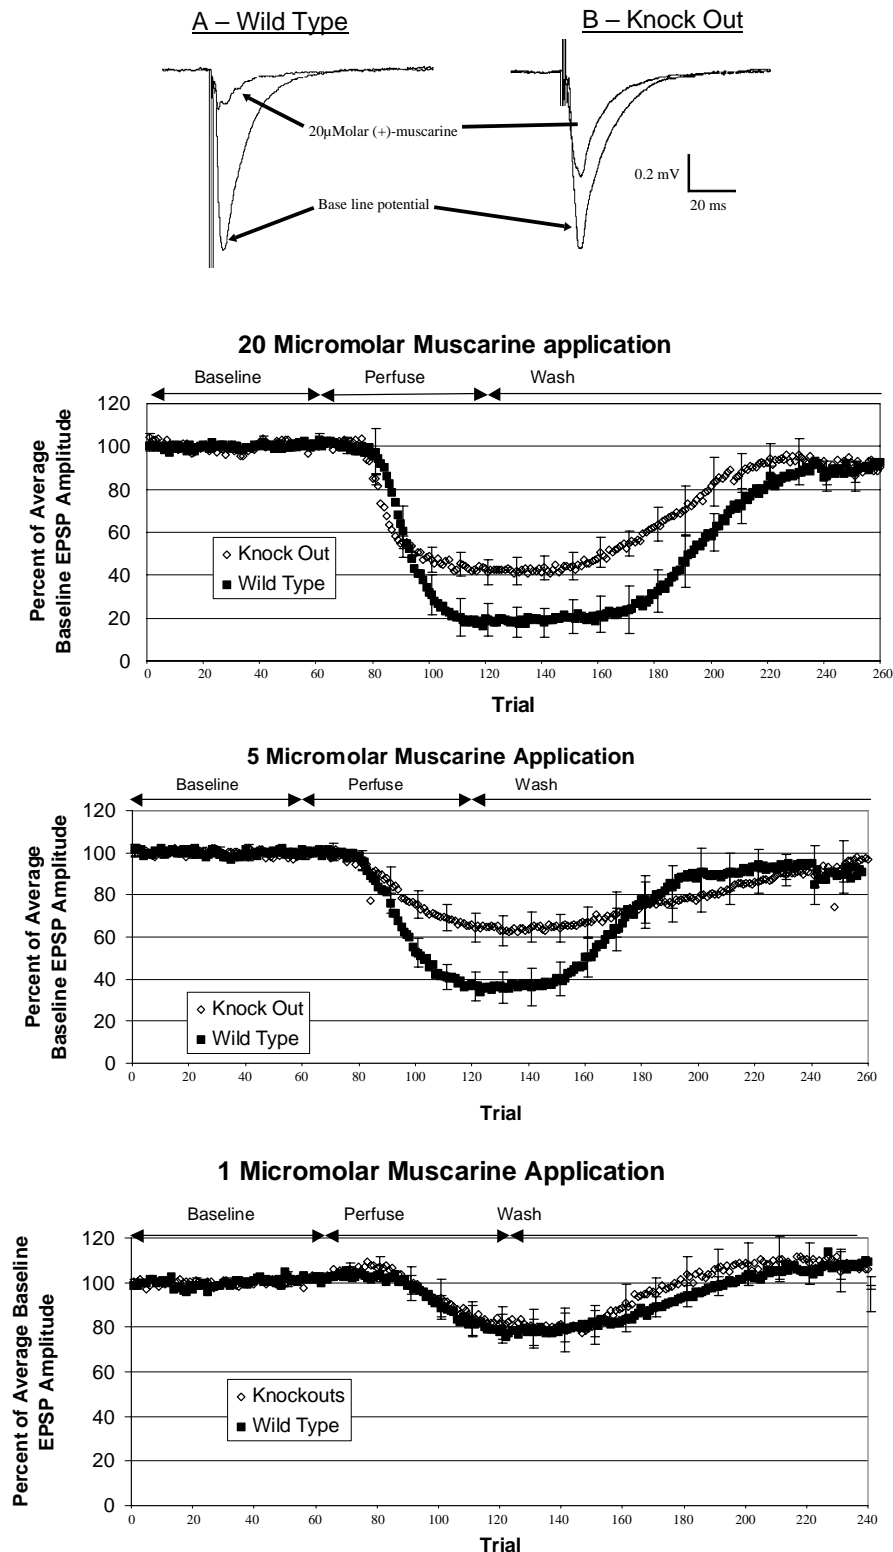 A – Wild Type
B – Knock Out
20µMolar (+)-muscarine
0.2 mV
20 ms
Base line potential
20 Micromolar Muscarine application
Baseline
Perfuse
Wash
Percent of Average
Baseline EPSP Amplitude
120
100
80
60
40
20
0
Knock Out
Wild Type
0
20
40
60
80
100
120
140
160
180
200
220
240
260
Trial
5 Micromolar Muscarine Application
Baseline
Perfuse
Wash
Percent of Average
Baseline EPSP Amplitude
120
100
80
60
40
20
0
Knock Out
Wild Type
0
20
40
60
80
100
120
140
160
180
200
220
240
260
Trial
1 Micromolar Muscarine Application
Baseline
Perfuse
Wash
Percent of Average Baseline
EPSP Amplitude
120
100
80
60
40
20
0
Knockouts
Wild Type
0
20
40
60
80
100
120
140
160
180
200
220
240
Trial